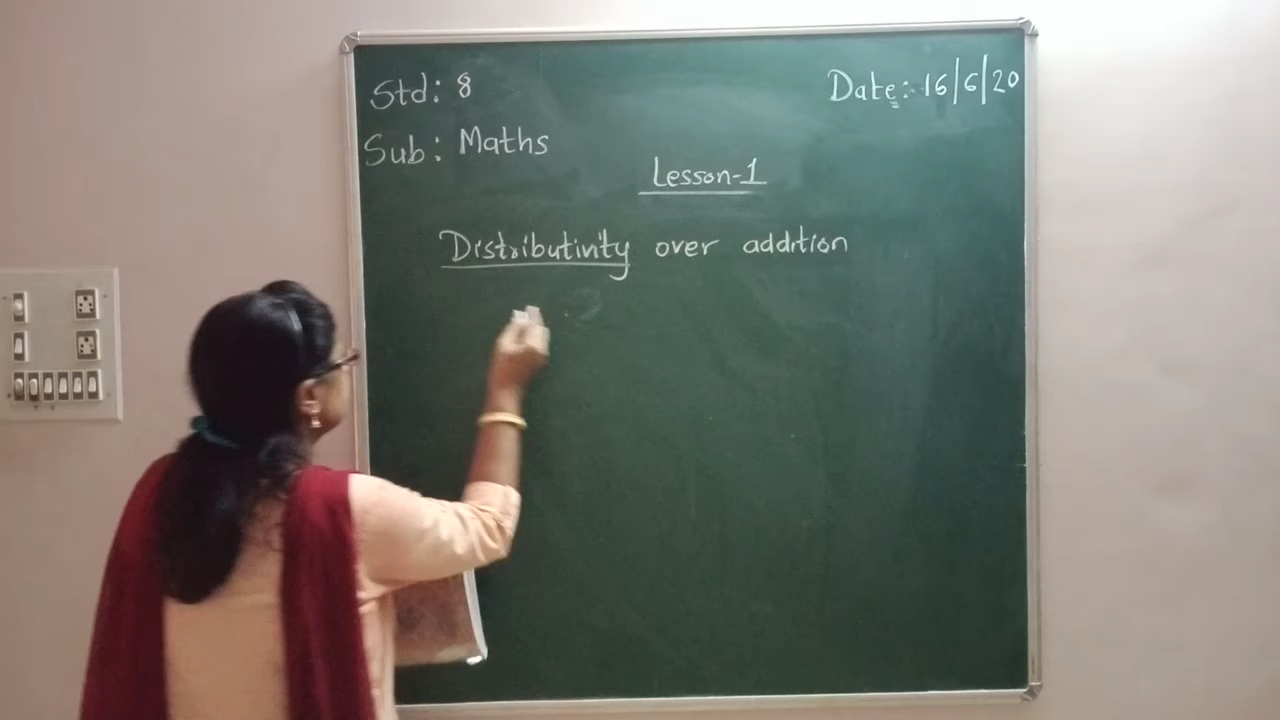 Std: 8
Date: 16/6/20
Sub: Maths
Lesson-1
Distributivity over addition